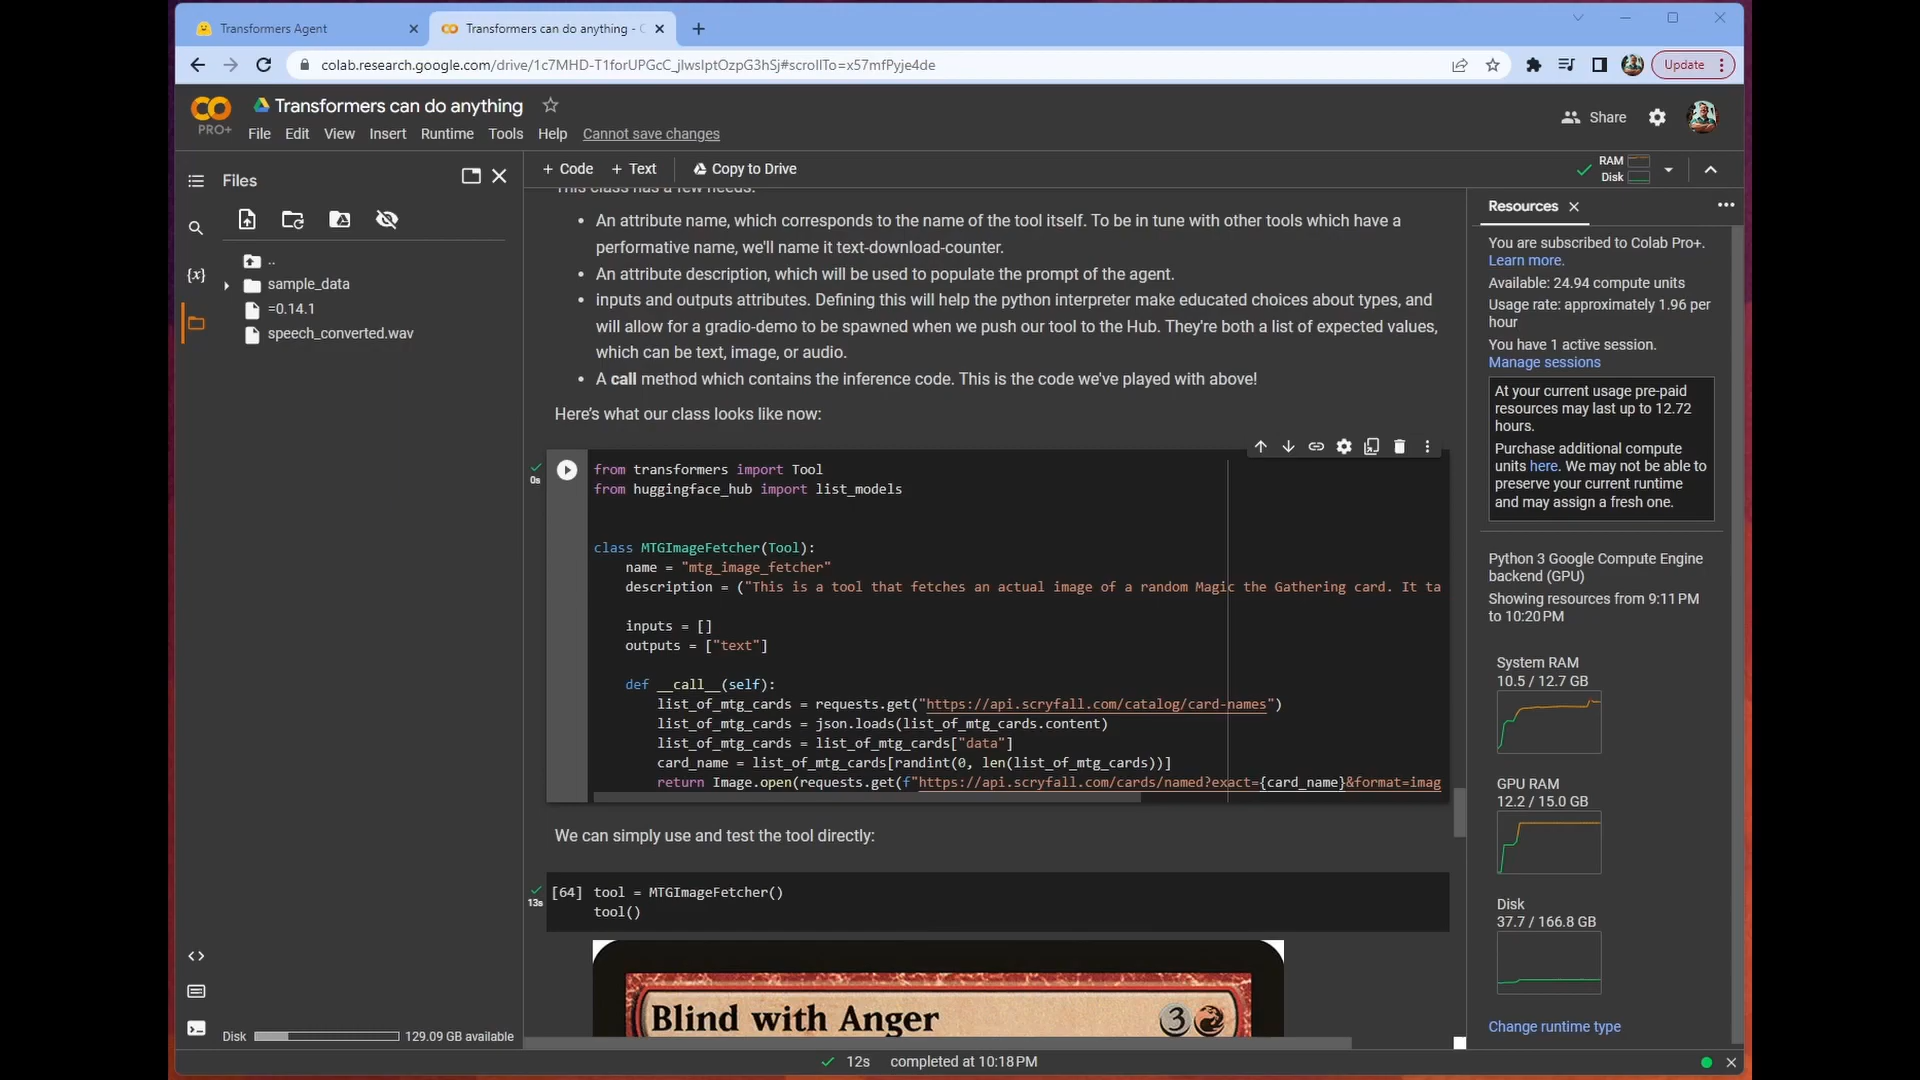 Transformers Agent
Transformers can do anything - C
colab.research.google.com/drive/1c7MHD-T1forUPGcC_jlwsIptOzpG3hSj#scrollTo=x57mfPyje4de
Update
CO
PRO+
Transformers can do anything
File Edit View Insert Runtime Tools Help Cannot save changes
Share
Files
+ Code + Text Copy to Drive
RAM
Disk
..
sample_data
=0.14.1
speech_converted.wav
{x}
Disk 129.09 GB available
This class has a few needs:
• An attribute name, which corresponds to the name of the tool itself. To be in tune with other tools which have a
performative name, we'll name it text-download-counter.
• An attribute description, which will be used to populate the prompt of the agent.
• inputs and outputs attributes. Defining this will help the python interpreter make educated choices about types, and
will allow for a gradio-demo to be spawned when we push our tool to the Hub. They're both a list of expected values,
which can be text, image, or audio.
• A call method which contains the inference code. This is the code we've played with above!
Here's what our class looks like now:
0s
from transformers import Tool
from huggingface_hub import list_models
class MTGImageFetcher(Tool):
name = "mtg_image_fetcher"
description = ("This is a tool that fetches an actual image of a random Magic the Gathering card. It ta
inputs = []
outputs = ["text"]
def __call__(self):
list_of_mtg_cards = requests.get("https://api.scryfall.com/catalog/card-names")
list_of_mtg_cards = json.loads(list_of_mtg_cards.content)
list_of_mtg_cards = list_of_mtg_cards["data"]
card_name = list_of_mtg_cards[randint(0, len(list_of_mtg_cards))]
return Image.open(requests.get(f"https://api.scryfall.com/cards/named?exact={card_name}&format=imag
We can simply use and test the tool directly:
13s
[64] tool = MTGImageFetcher()
tool()
Blind with Anger 3
Resources
You are subscribed to Colab Pro+.
Learn more.
Available: 24.94 compute units
Usage rate: approximately 1.96 per
hour
You have 1 active session.
Manage sessions
At your current usage pre-paid
resources may last up to 12.72
hours.
Purchase additional compute
units here. We may not be able to
preserve your current runtime
and may assign a fresh one.
Python 3 Google Compute Engine
backend (GPU)
Showing resources from 9:11 PM
to 10:20 PM
System RAM
10.5 / 12.7 GB
GPU RAM
12.2 / 15.0 GB
Disk
37.7 / 166.8 GB
Change runtime type
12s completed at 10:18 PM